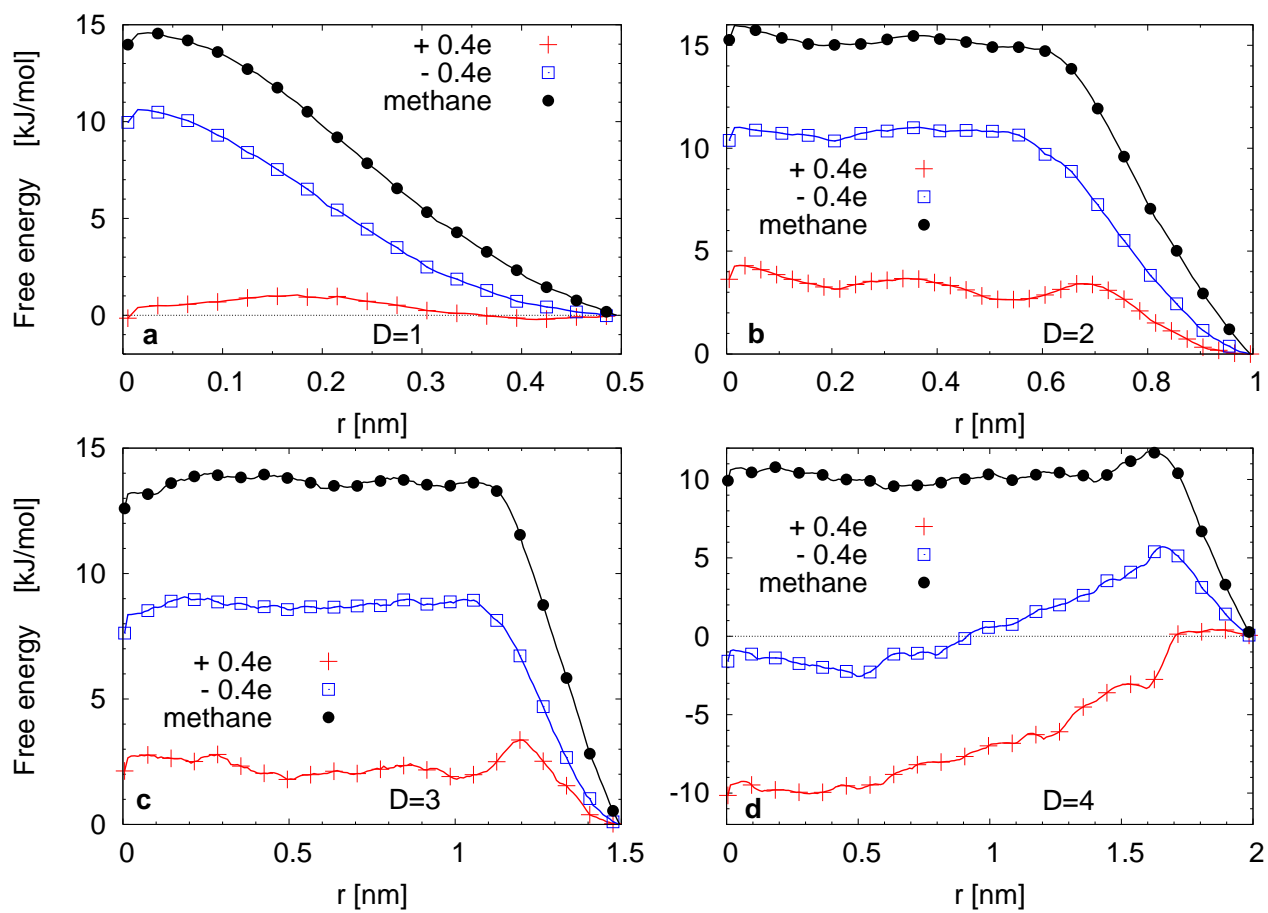 Free energy [kJ/mol]
15
10
5
0
+ 0.4e
- 0.4e
methane
a
D=1
0 0.1 0.2 0.3 0.4 0.5
r [nm]
15
10
5
0
+ 0.4e
- 0.4e
methane
b
D=2
0 0.2 0.4 0.6 0.8 1
r [nm]
Free energy [kJ/mol]
15
10
5
0
+ 0.4e
- 0.4e
methane
c
D=3
0 0.5 1 1.5
r [nm]
10
5
0
-5
-10
+ 0.4e
- 0.4e
methane
d
D=4
0 0.5 1 1.5 2
r [nm]